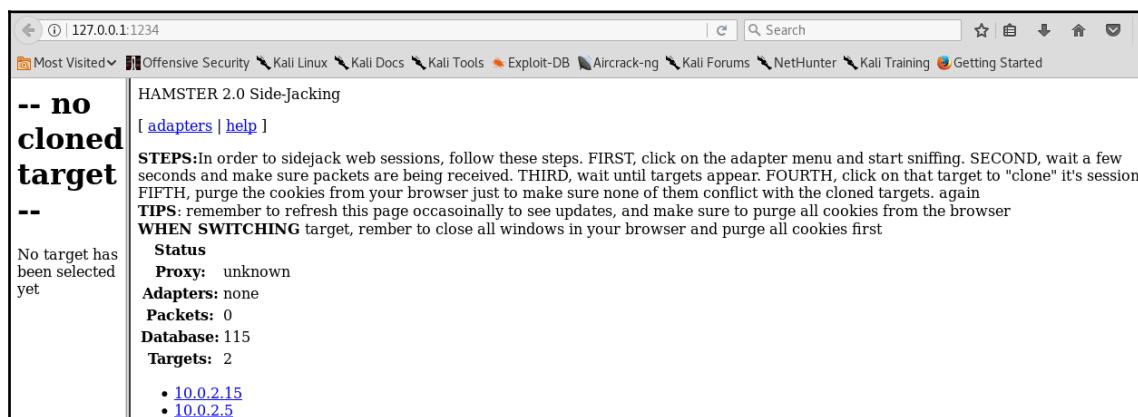 127.0.0.1:1234
Search
Most Visited Offensive Security Kali Linux Kali Docs Kali Tools Exploit-DB Aircrack-ng Kali Forums NetHunter Kali Training Getting Started
-- no
cloned
target
--
No target has
been selected
yet
HAMSTER 2.0 Side-Jacking
[ adapters | help ]
STEPS:In order to sidejack web sessions, follow these steps. FIRST, click on the adapter menu and start sniffing. SECOND, wait a few
seconds and make sure packets are being received. THIRD, wait until targets appear. FOURTH, click on that target to "clone" it's session
FIFTH, purge the cookies from your browser just to make sure none of them conflict with the cloned targets. again
TIPS: remember to refresh this page occasoinally to see updates, and make sure to purge all cookies from the browser
WHEN SWITCHING target, rember to close all windows in your browser and purge all cookies first
Status
Proxy: unknown
Adapters: none
Packets: 0
Database: 115
Targets: 2
• 10.0.2.15
• 10.0.2.5